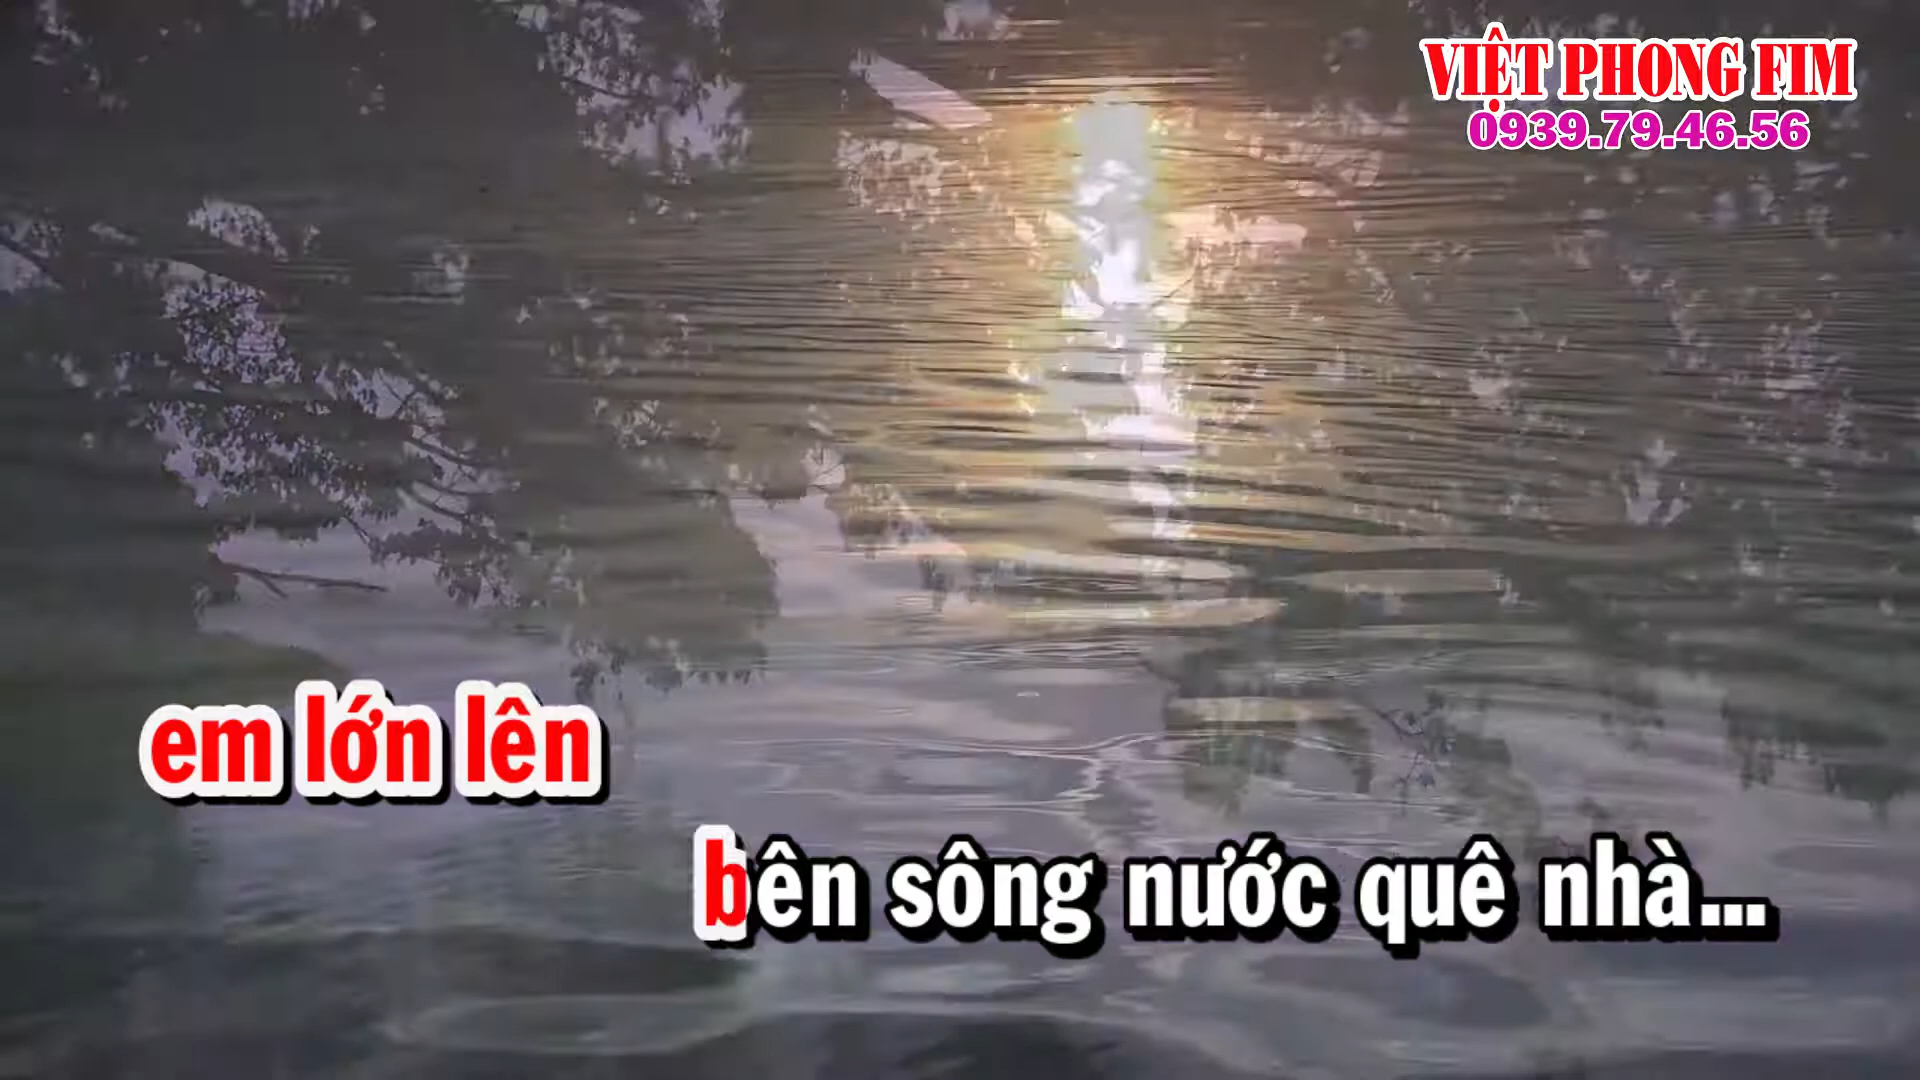 VIỆT PHONG FIM
0939.79.46.56
em lớn lên
bên sông nước quê nhà...